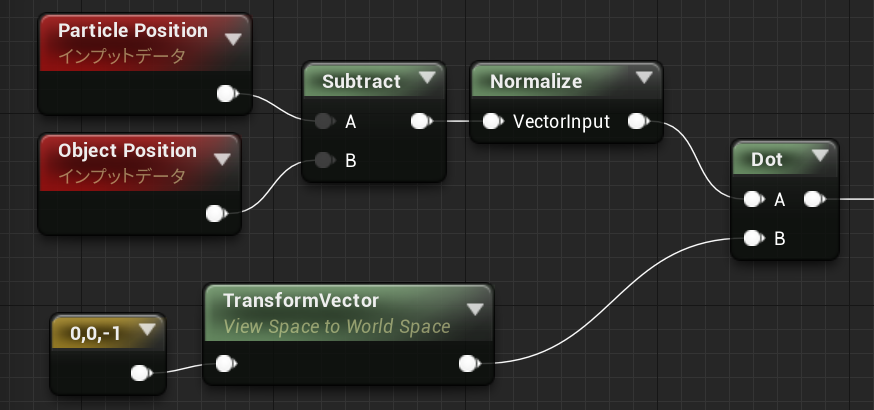 Particle Position
インプットデータ
Object Position
インプットデータ
Subtract
A
B
Normalize
VectorInput
Dot
A
B
TransformVector
View Space to World Space
0,0,-1